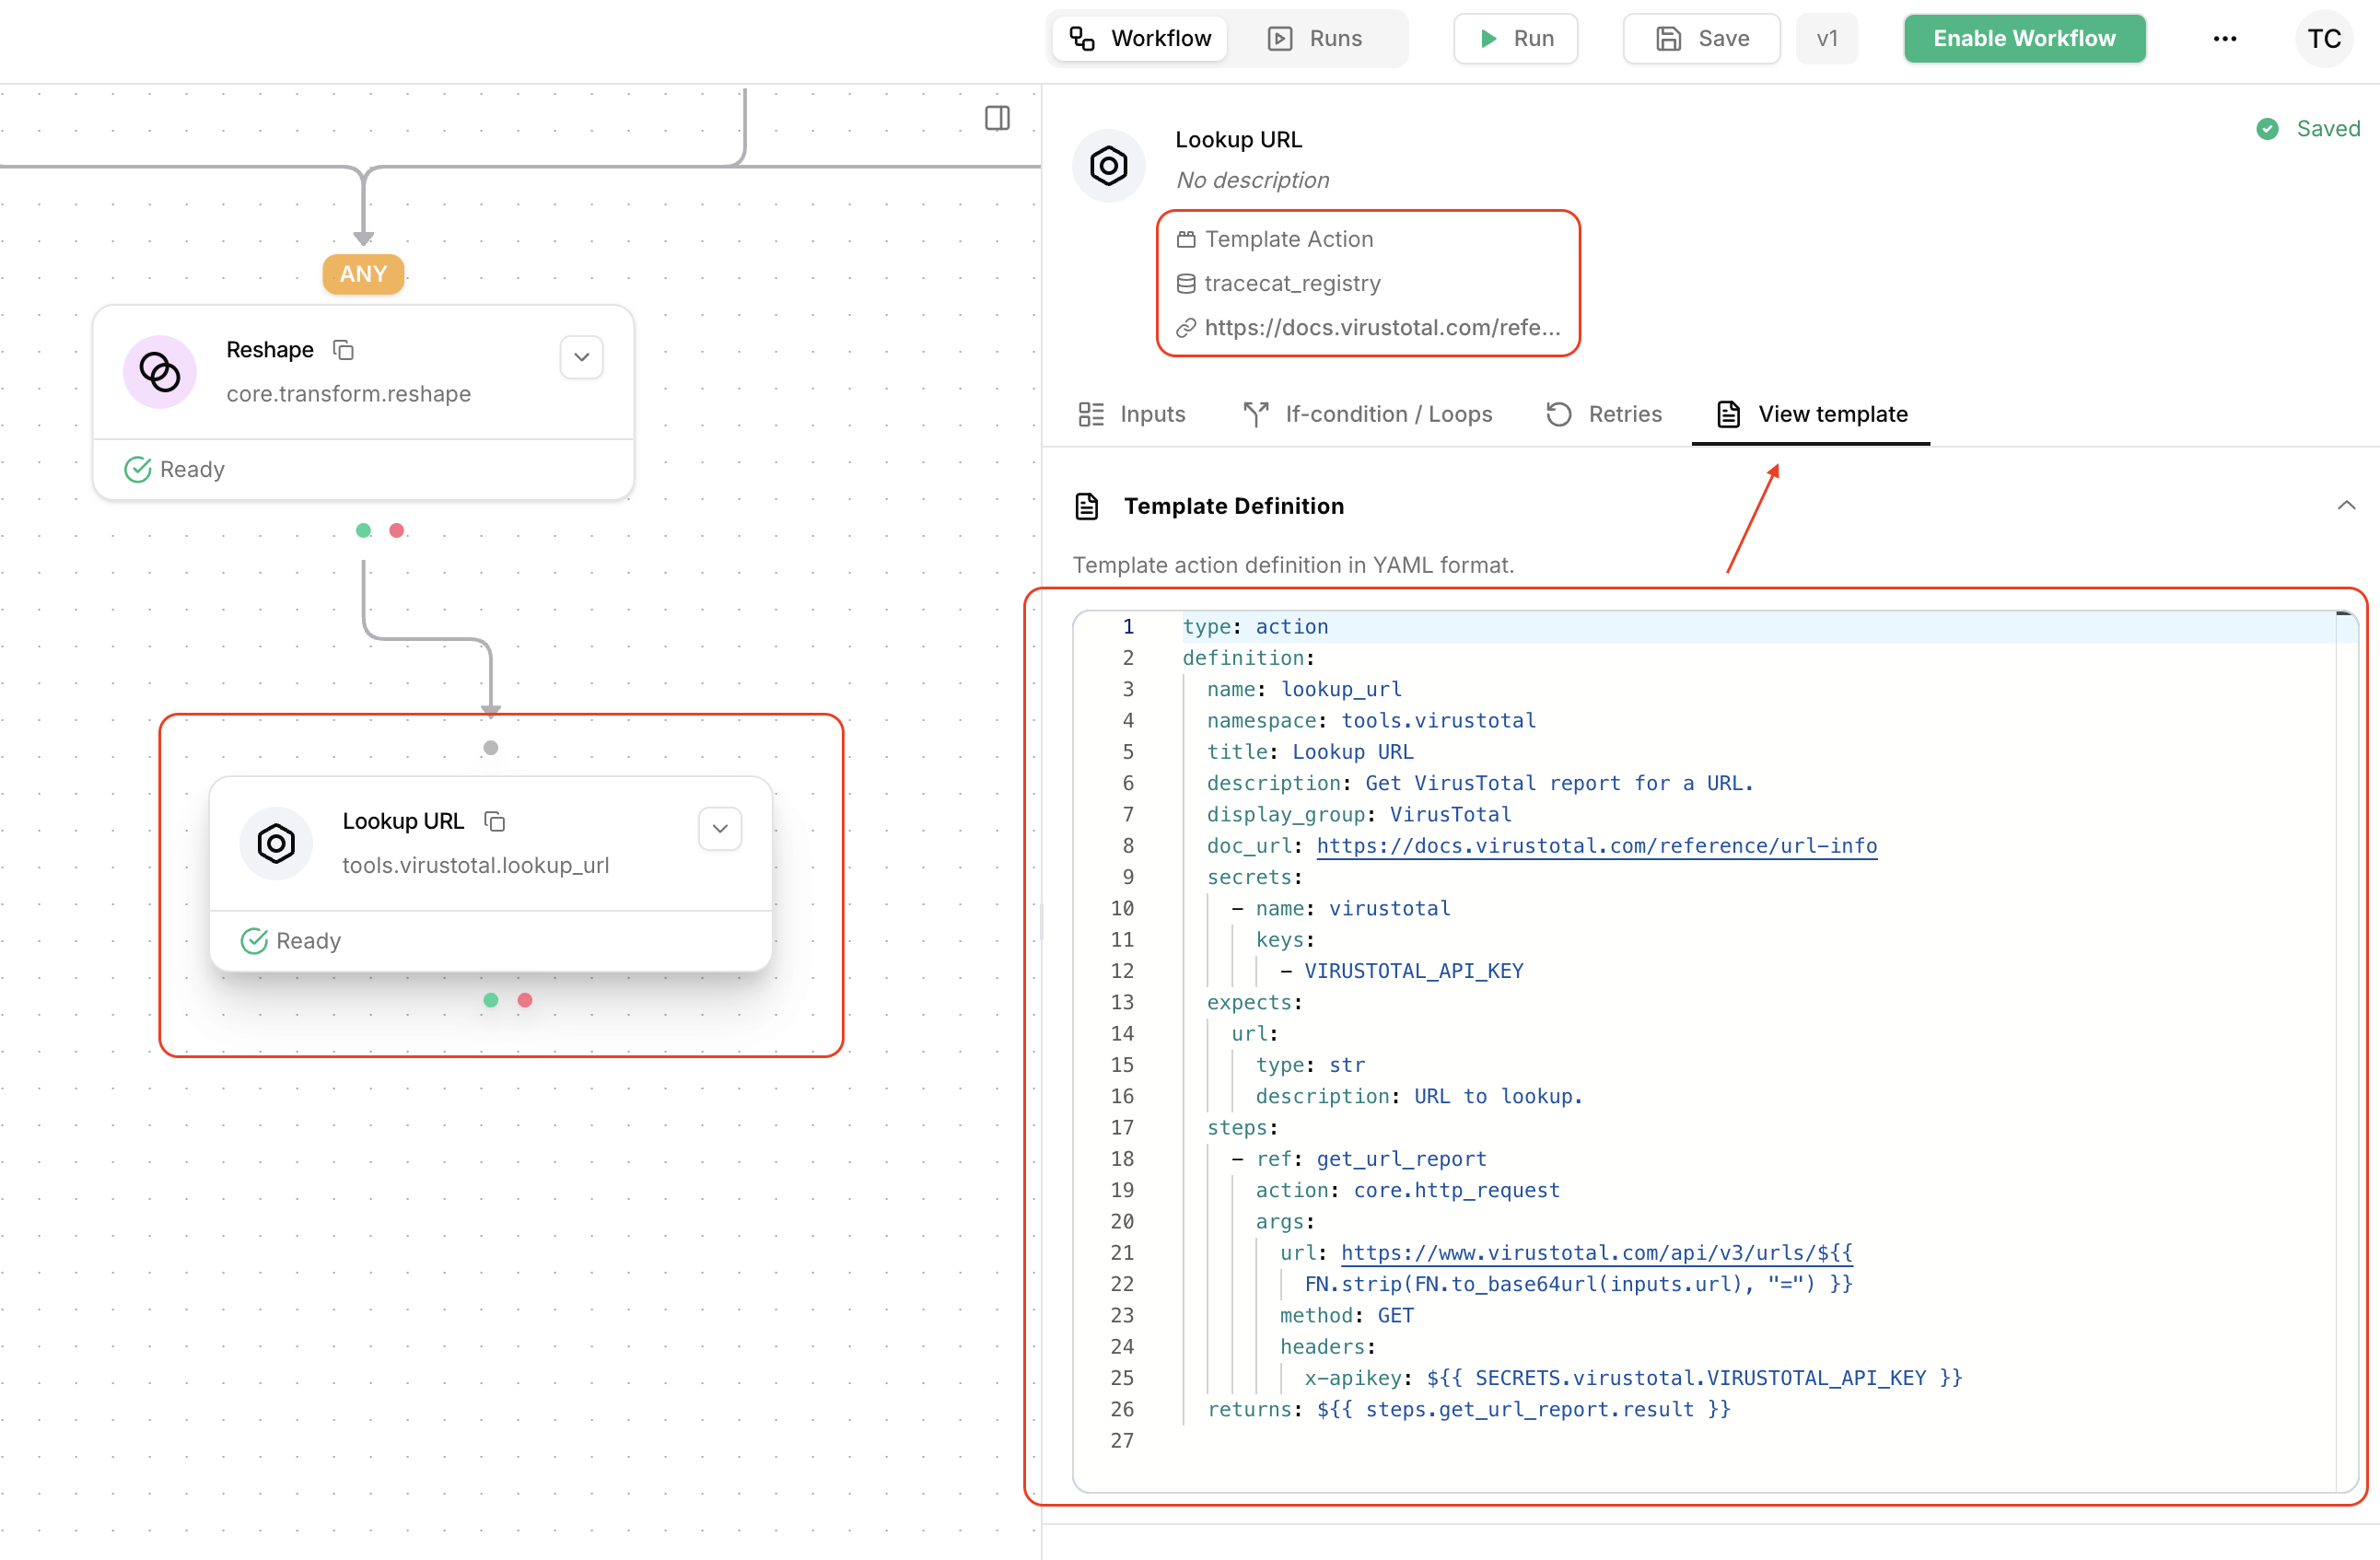 Workflow
Runs
Run
Save
v1
Enable Workflow
TC
ANY
Reshape
core.transform.reshape
Ready
Lookup URL
tools.virustotal.lookup_url
Ready
Lookup URL
Saved
No description
Template Action
tracecat_registry
https://docs.virustotal.com/refe...
Inputs
If-condition / Loops
Retries
View template
Template Definition
Template action definition in YAML format.
1 type: action
2 definition:
3 name: lookup_url
4 namespace: tools.virustotal
5 title: Lookup URL
6 description: Get VirusTotal report for a URL.
7 display_group: VirusTotal
8 doc_url: https://docs.virustotal.com/reference/url-info
9 secrets:
10 - name: virustotal
11 keys:
12 - VIRUSTOTAL_API_KEY
13 expects:
14 url:
15 type: str
16 description: URL to lookup.
17 steps:
18 - ref: get_url_report
19 action: core.http_request
20 args:
21 url: https://www.virustotal.com/api/v3/urls/${{
22 FN.strip(FN.to_base64url(inputs.url), "=") }}
23 method: GET
24 headers:
25 x-apikey: ${{ SECRETS.virustotal.VIRUSTOTAL_API_KEY }}
26 returns: ${{ steps.get_url_report.result }}
27